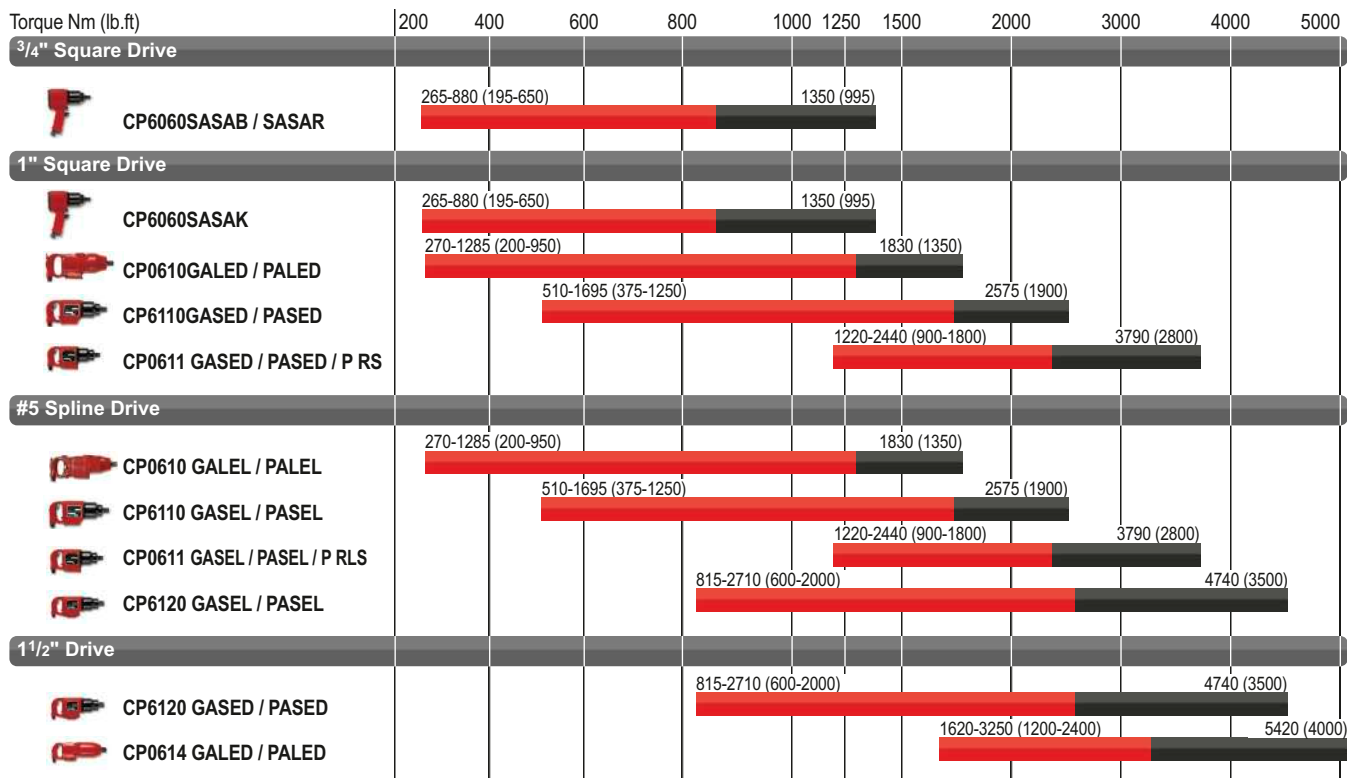 Torque Nm (lb.ft) 200 400 600 800 1000 1250 1500 2000 3000 4000 5000
3/4" Square Drive
265-880 (195-650) 1350 (995)
CP6060SASAB / SASAR
1" Square Drive
265-880 (195-650) 1350 (995)
CP6060SASAK
270-1285 (200-950) 1830 (1350)
CP0610GALED / PALED
510-1695 (375-1250) 2575 (1900)
CP6110GASED / PASED
1220-2440 (900-1800) 3790 (2800)
CP0611 GASED / PASED / P RS
#5 Spline Drive
270-1285 (200-950) 1830 (1350)
CP0610 GALEL / PALEL
510-1695 (375-1250) 2575 (1900)
CP6110 GASEL / PASEL
1220-2440 (900-1800) 3790 (2800)
CP0611 GASEL / PASEL / P RLS
815-2710 (600-2000) 4740 (3500)
CP6120 GASEL / PASEL
1 1/2" Drive
815-2710 (600-2000) 4740 (3500)
CP6120 GASED / PASED
1620-3250 (1200-2400) 5420 (4000)
CP0614 GALED / PALED